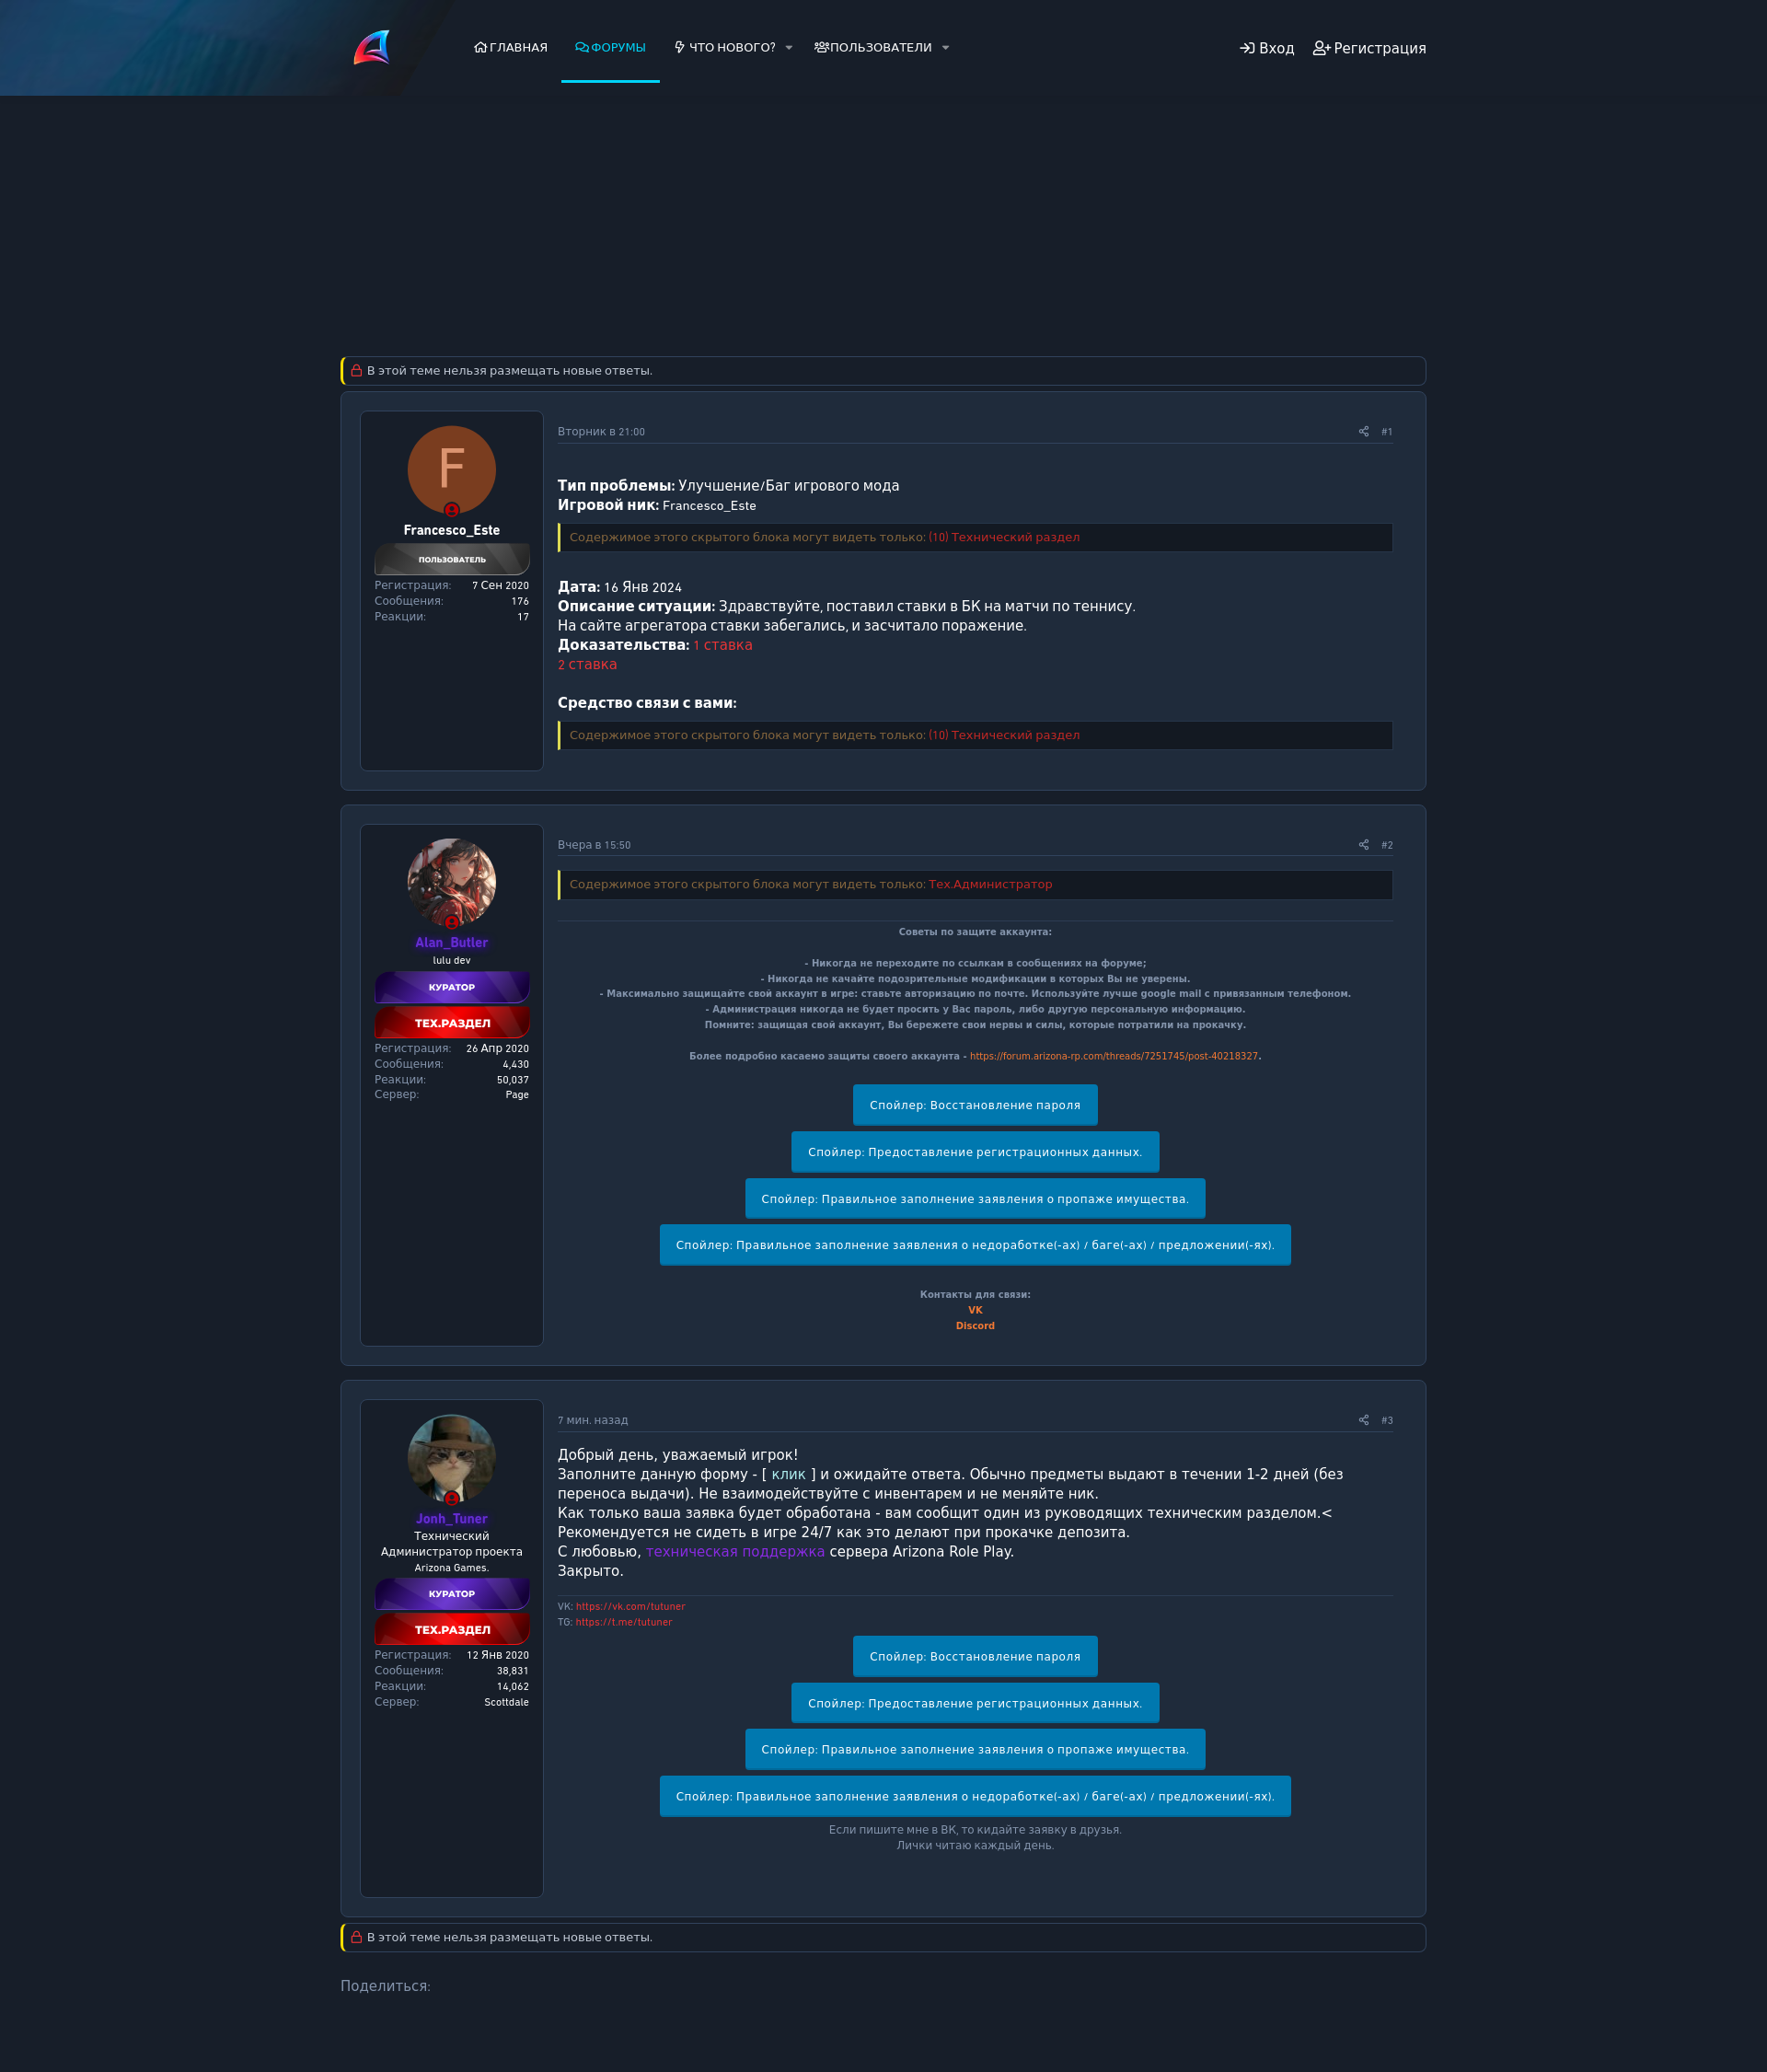 ГЛАВНАЯ ФОРУМЫ ЧТО НОВОГО? ПОЛЬЗОВАТЕЛИ Вход Регистрация
В этой теме нельзя размещать новые ответы.
F
Francesco_Este
ПОЛЬЗОВАТЕЛЬ
Регистрация: 7 Сен 2020
Сообщения: 176
Реакции: 17
Вторник в 21:00 #1
Тип проблемы: Улучшение/Баг игрового мода
Игровой ник: Francesco_Este
Содержимое этого скрытого блока могут видеть только: (10) Технический раздел
Дата: 16 Янв 2024
Описание ситуации: Здравствуйте, поставил ставки в БК на матчи по теннису.
На сайте агрегатора ставки забегались, и засчитало поражение.
Доказательства: 1 ставка
2 ставка
Средство связи с вами:
Содержимое этого скрытого блока могут видеть только: (10) Технический раздел
Alan_Butler
lulu dev
КУРАТОР
ТЕХ.РАЗДЕЛ
Регистрация: 26 Апр 2020
Сообщения: 4,430
Реакции: 50,037
Сервер: Page
Вчера в 15:50 #2
Содержимое этого скрытого блока могут видеть только: Тех.Администратор
Советы по защите аккаунта:
- Никогда не переходите по ссылкам в сообщениях на форуме;
- Никогда не качайте подозрительные модификации в которых Вы не уверены.
- Максимально защищайте свой аккаунт в игре: ставьте авторизацию по почте. Используйте лучше google mail с привязанным телефоном.
- Администрация никогда не будет просить у Вас пароль, либо другую персональную информацию.
Помните: защищая свой аккаунт, Вы бережете свои нервы и силы, которые потратили на прокачку.
Более подробно касаемо защиты своего аккаунта - https://forum.arizona-rp.com/threads/7251745/post-40218327.
Спойлер: Восстановление пароля
Спойлер: Предоставление регистрационных данных.
Спойлер: Правильное заполнение заявления о пропаже имущества.
Спойлер: Правильное заполнение заявления о недоработке(-ах) / баге(-ах) / предложении(-ях).
Контакты для связи:
VK
Discord
Jonh_Tuner
Технический
Администратор проекта
Arizona Games.
КУРАТОР
ТЕХ.РАЗДЕЛ
Регистрация: 12 Янв 2020
Сообщения: 38,831
Реакции: 14,062
Сервер: Scottdale
7 мин. назад #3
Добрый день, уважаемый игрок!
Заполните данную форму - [ клик ] и ожидайте ответа. Обычно предметы выдают в течении 1-2 дней (без
переноса выдачи). Не взаимодействуйте с инвентарем и не меняйте ник.
Как только ваша заявка будет обработана - вам сообщит один из руководящих техническим разделом.<
Рекомендуется не сидеть в игре 24/7 как это делают при прокачке депозита.
С любовью, техническая поддержка сервера Arizona Role Play.
Закрыто.
VK: https://vk.com/tutuner
TG: https://t.me/tutuner
Спойлер: Восстановление пароля
Спойлер: Предоставление регистрационных данных.
Спойлер: Правильное заполнение заявления о пропаже имущества.
Спойлер: Правильное заполнение заявления о недоработке(-ах) / баге(-ах) / предложении(-ях).
Если пишите мне в ВК, то кидайте заявку в друзья.
Лички читаю каждый день.
В этой теме нельзя размещать новые ответы.
Поделиться: